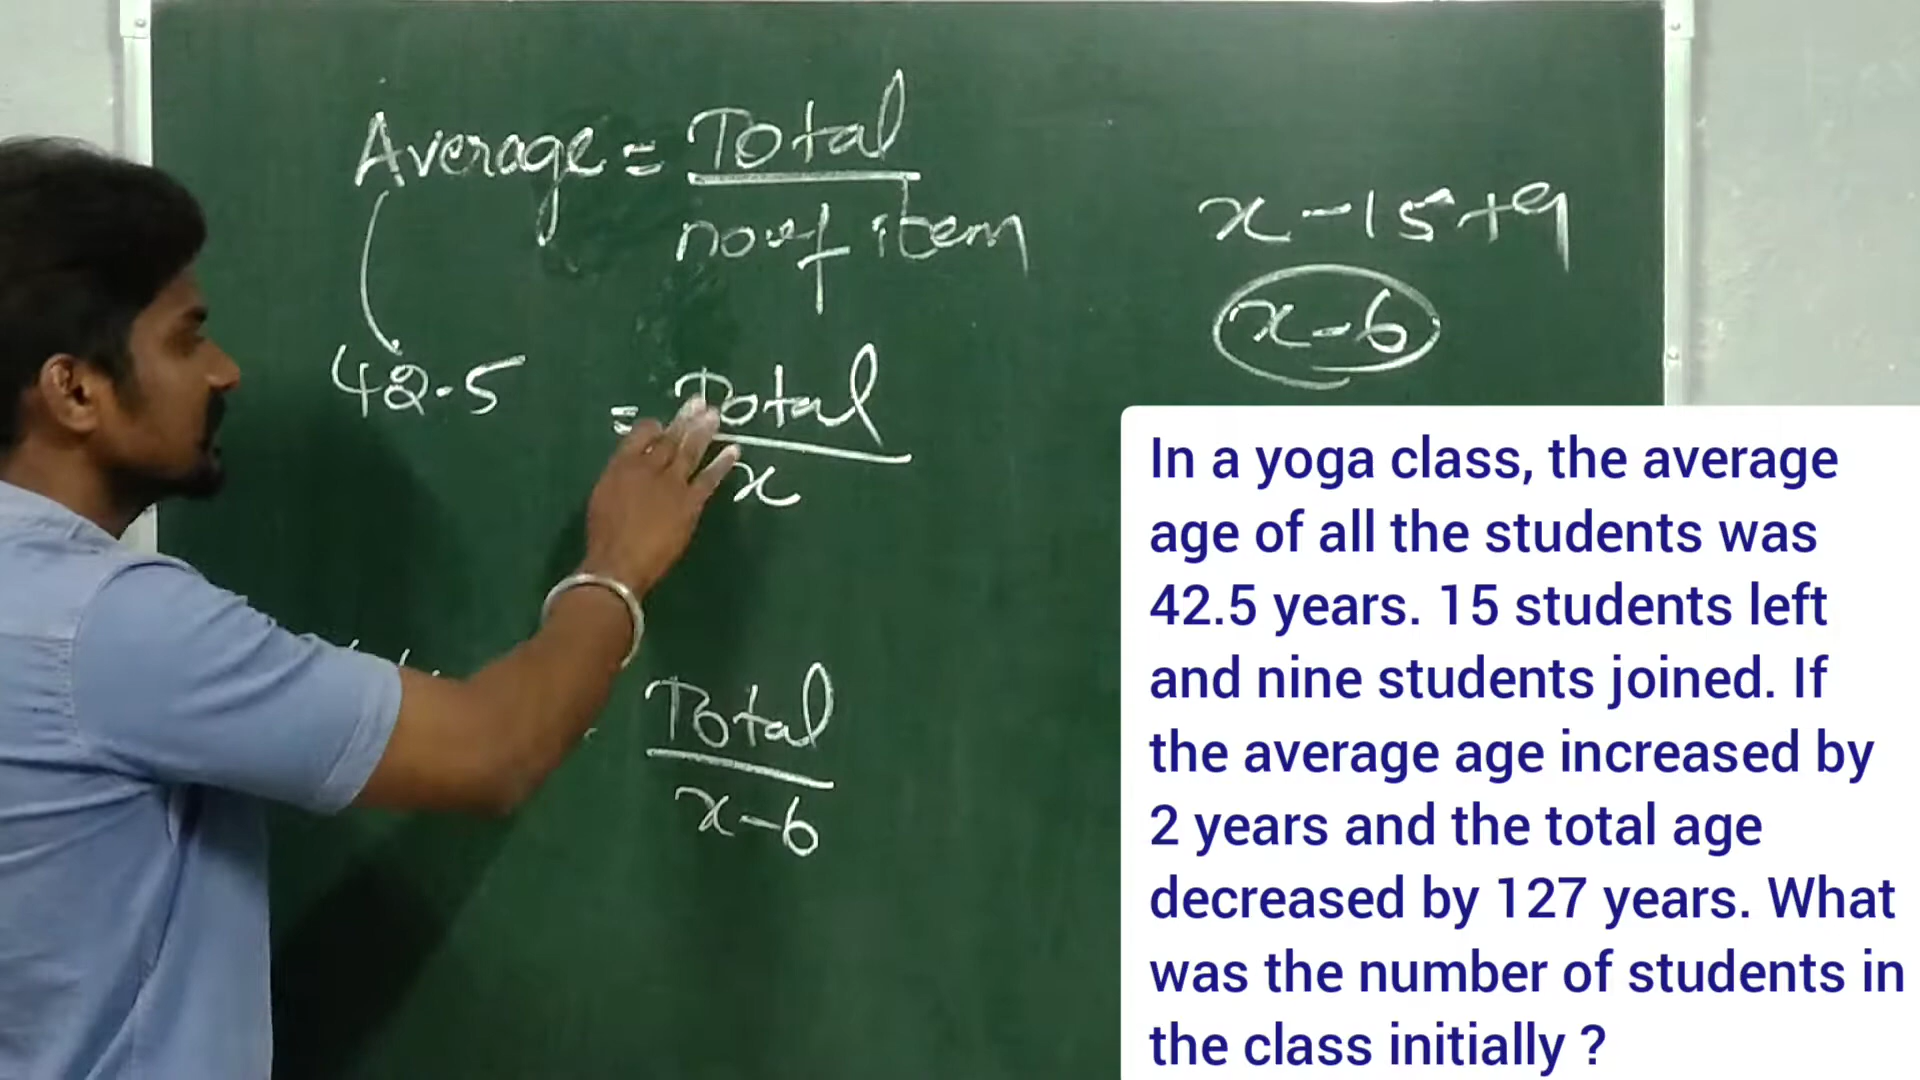 Average = Total
no of item
x - 15 + 9
x - 6
42.5 = Total
x
Total
x - 6
In a yoga class, the average
age of all the students was
42.5 years. 15 students left
and nine students joined. If
the average age increased by
2 years and the total age
decreased by 127 years. What
was the number of students in
the class initially ?